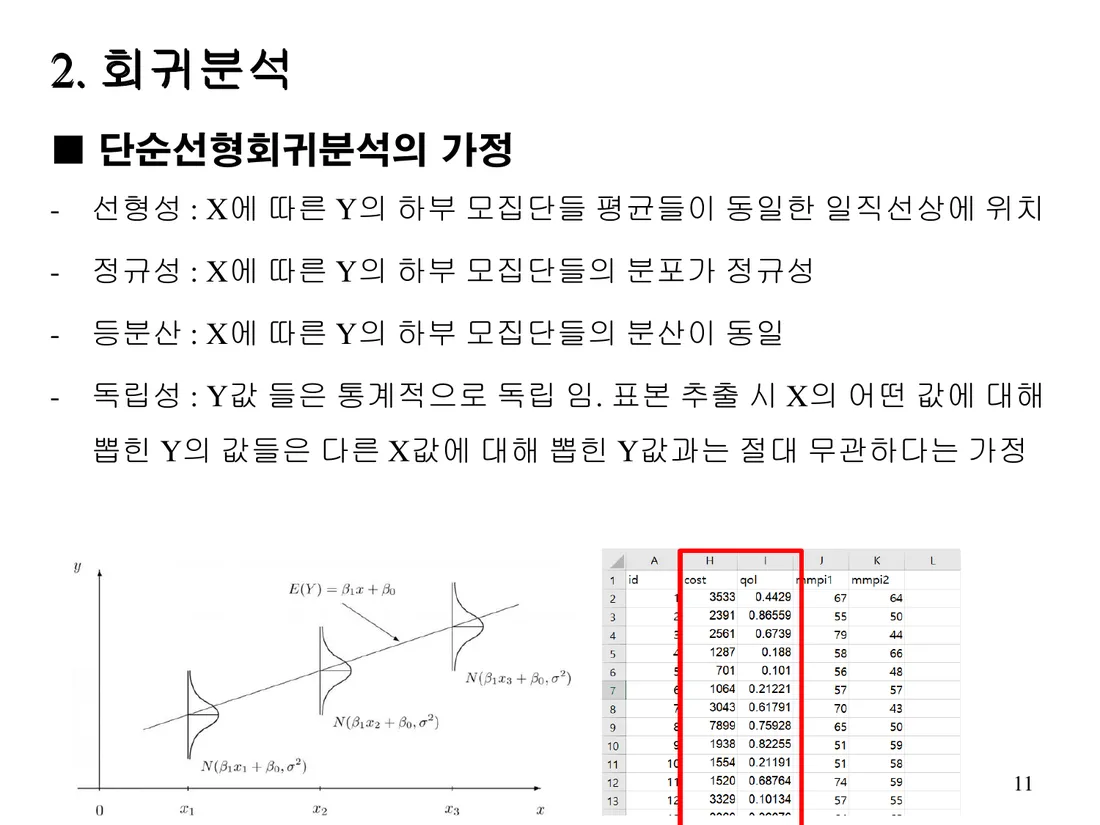 2. 회귀분석
■ 단순선형회귀분석의 가정
- 선형성 : X에 따른 Y의 하부 모집단들 평균들이 동일한 일직선상에 위치
- 정규성 : X에 따른 Y의 하부 모집단들의 분포가 정규성
- 등분산 : X에 따른 Y의 하부 모집단들의 분산이 동일
- 독립성 : Y값 들은 통계적으로 독립 임. 표본 추출 시 X의 어떤 값에 대해
뽑힌 Y의 값들은 다른 X값에 대해 뽑힌 Y값과는 절대 무관하다는 가정
y
E(Y) = β₁x + β₀
N(β₁x₃ + β₀, σ²)
N(β₁x₂ + β₀, σ²)
N(β₁x₁ + β₀, σ²)
0 x₁ x₂ x₃ x
A H I J K L
1 id cost qol mmpi1 mmpi2
2 1 3533 0.4429 67 64
3 2 2391 0.86559 55 50
4 3 2561 0.6739 79 44
5 4 1287 0.188 58 66
6 5 701 0.101 56 48
7 6 1064 0.21221 57 57
8 7 3043 0.61791 70 43
9 8 7899 0.75928 65 50
10 9 1938 0.82255 51 59
11 10 1554 0.21191 51 58
12 11 1520 0.68764 74 59
13 12 3329 0.10134 57 55
11